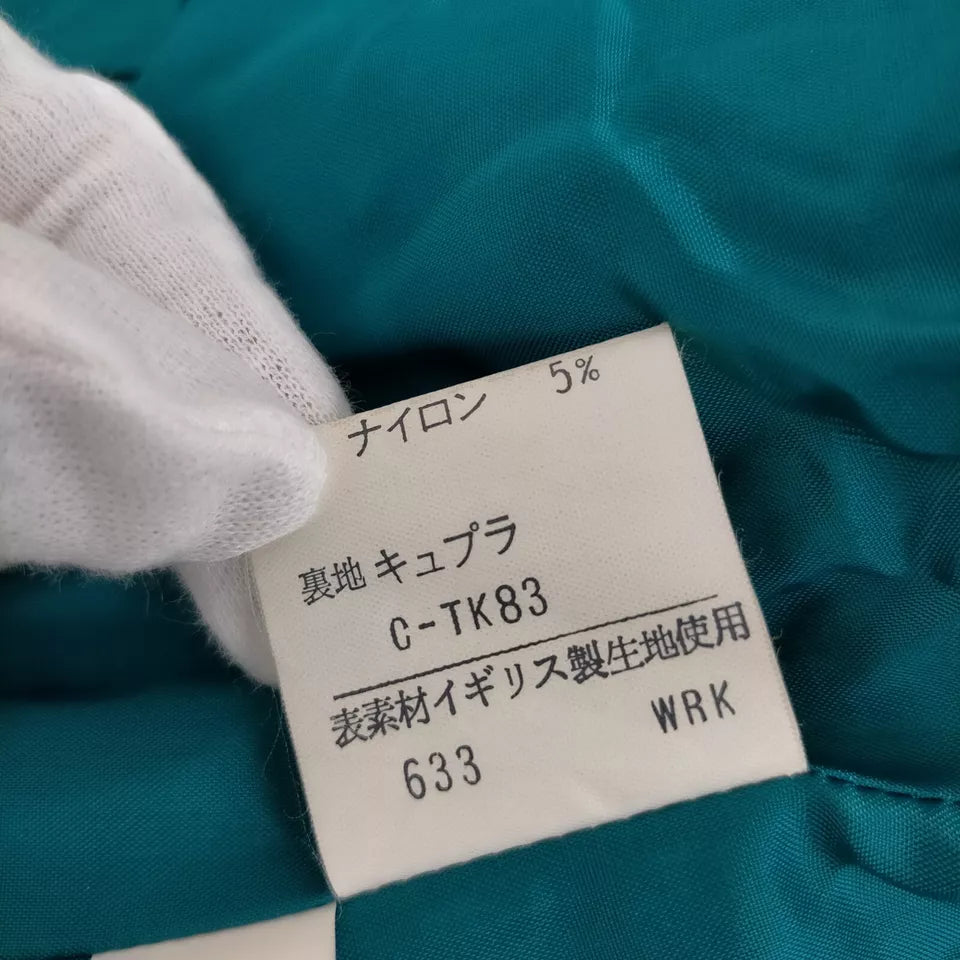 ナイロン 5%
裏地 キュプラ
C-TK83
表素材イギリス製生地使用
633 WRK